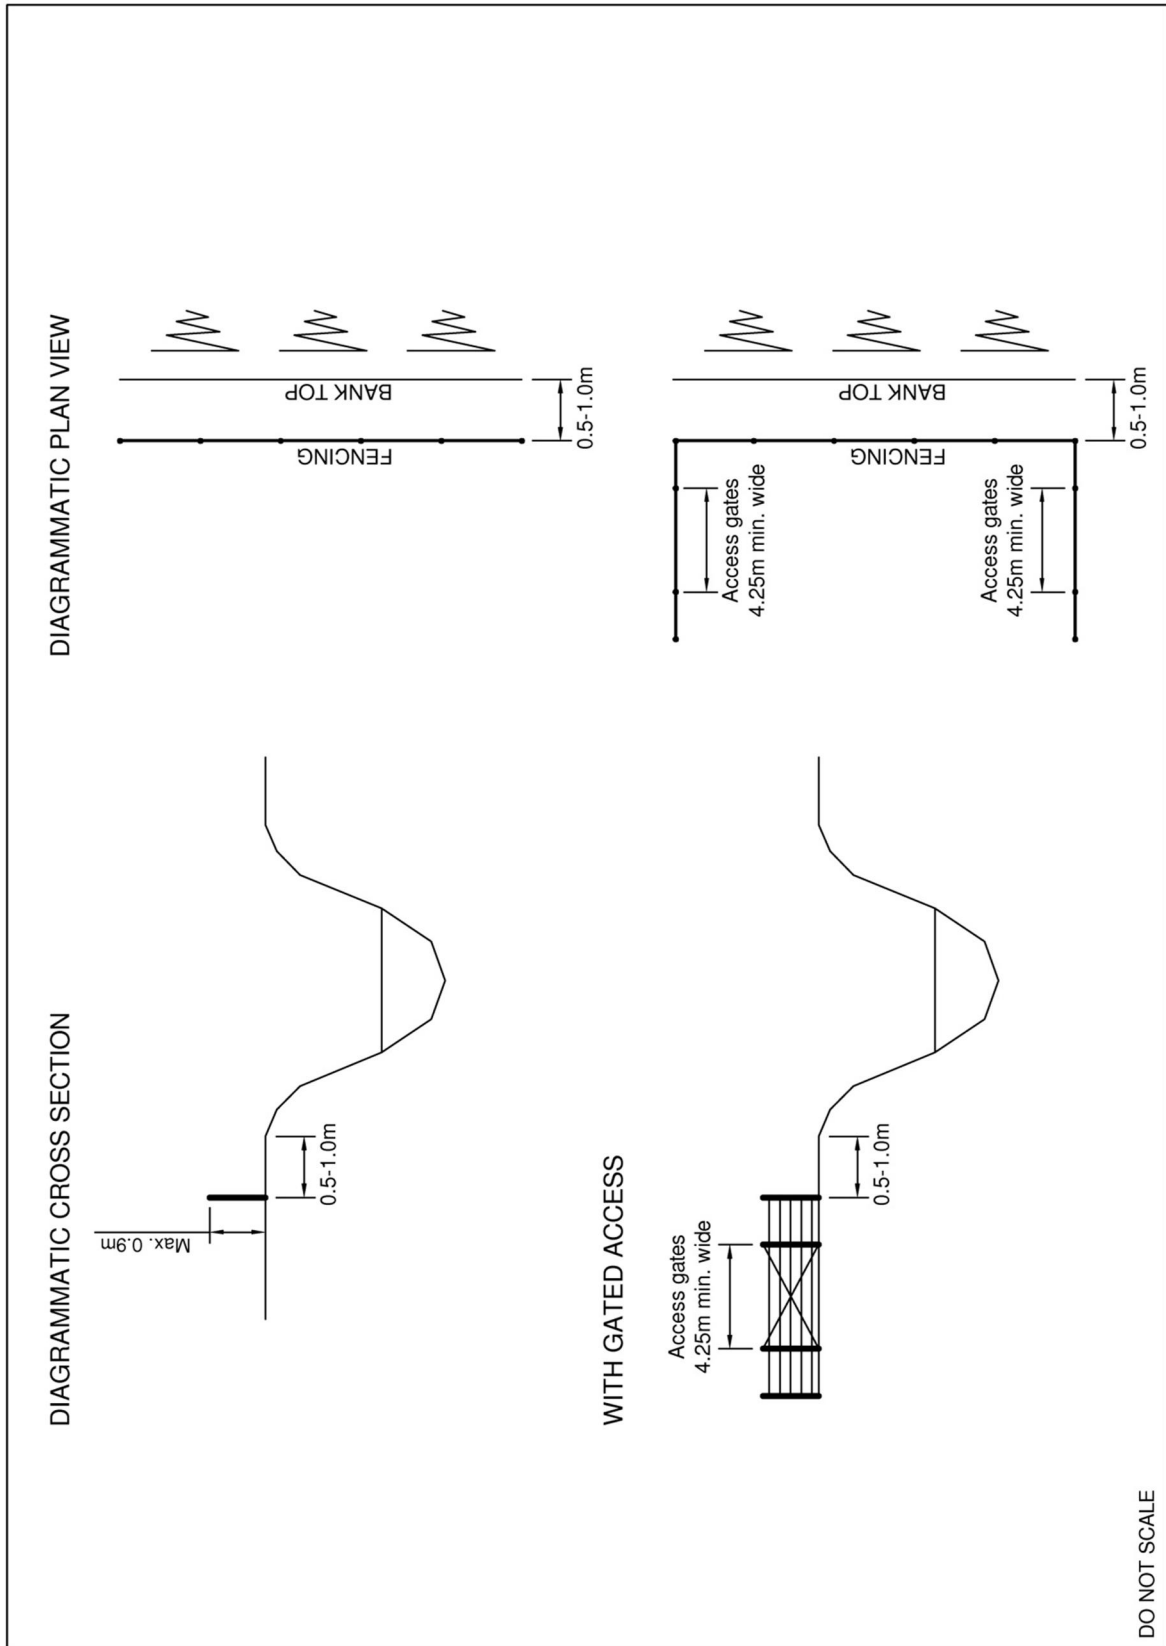 DIAGRAMMATIC CROSS SECTION
Max. 0.9m
0.5-1.0m
DIAGRAMMATIC PLAN VIEW
FENCING
BANK TOP
0.5-1.0m
WITH GATED ACCESS
Access gates
4.25m min. wide
0.5-1.0m
Access gates
4.25m min. wide
FENCING
BANK TOP
Access gates
4.25m min. wide
0.5-1.0m
DO NOT SCALE